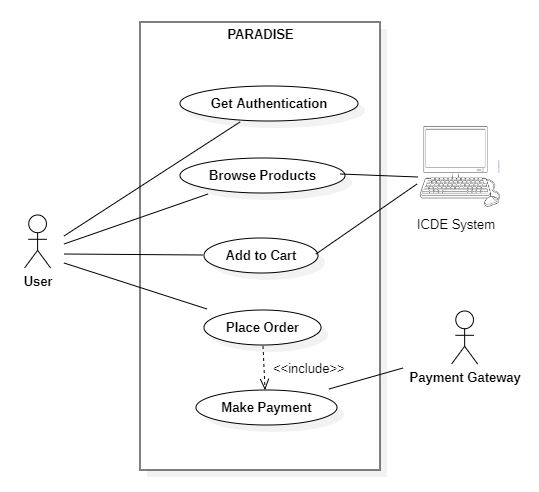 PARADISE
Get Authentication
Browse Products
ICDE System
Add to Cart
User
Place Order
<<include>>
Payment Gateway
Make Payment